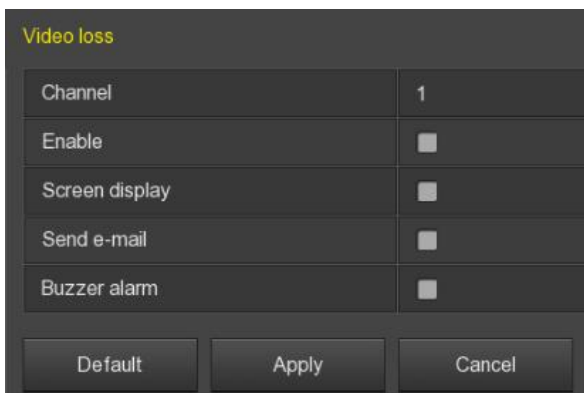 Video loss
Channel 1
Enable
Screen display
Send e-mail
Buzzer alarm
Default Apply Cancel